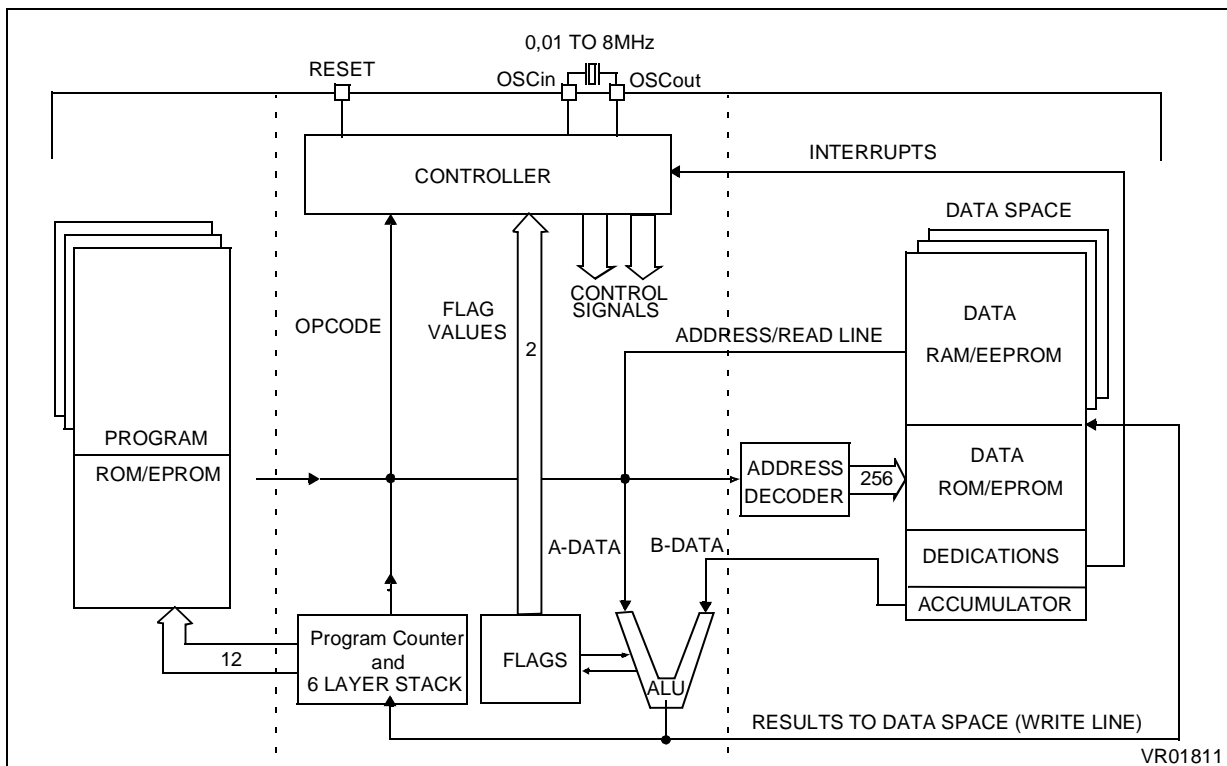 0,01 TO 8MHz
RESET
OSCin
OSCout
INTERRUPTS
CONTROLLER
DATA SPACE
CONTROL
SIGNALS
OPCODE
FLAG
VALUES
2
ADDRESS/READ LINE
DATA
RAM/EEPROM
PROGRAM
ROM/EPROM
ADDRESS
DECODER
256
DATA
ROM/EPROM
A-DATA
B-DATA
DEDICATIONS
ACCUMULATOR
Program Counter
and
6 LAYER STACK
12
FLAGS
ALU
RESULTS TO DATA SPACE (WRITE LINE)
VR01811